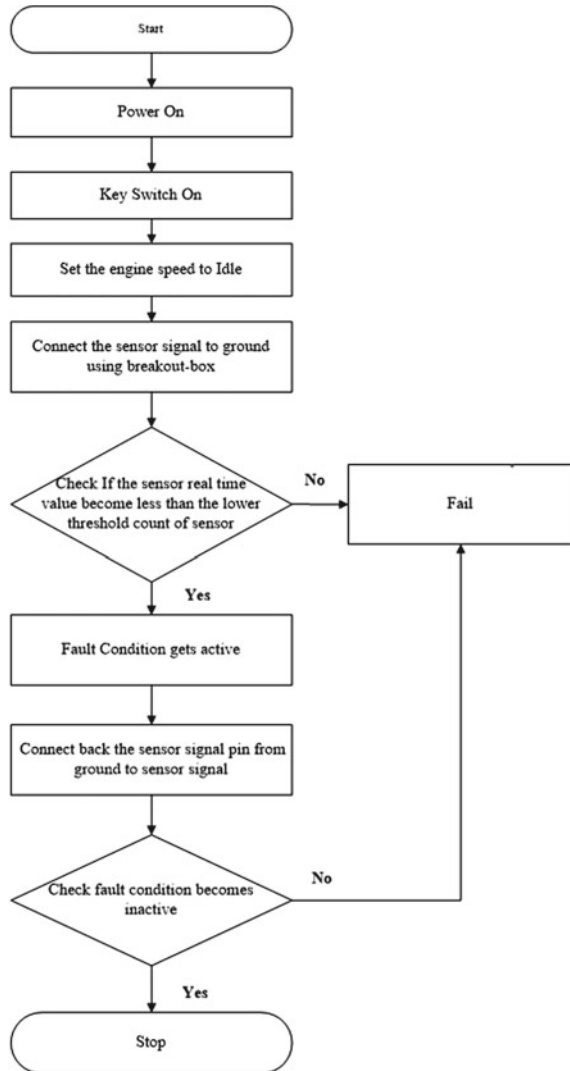 Start
Power On
Key Switch On
Set the engine speed to Idle
Connect the sensor signal to ground
using breakout-box
Check If the sensor real time
value become less than the lower
threshold count of sensor
No
Fail
Yes
Fault Condition gets active
Connect back the sensor signal pin from
ground to sensor signal
Check fault condition becomes
inactive
No
Yes
Stop